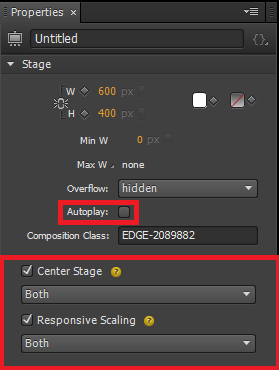 Properties ×
Untitled
Stage
W 600 px
H 400 px
Min W 0 px
Max W none
Overflow: hidden
Autoplay:
Composition Class: EDGE-2089882
Center Stage ?
Both
Responsive Scaling ?
Both